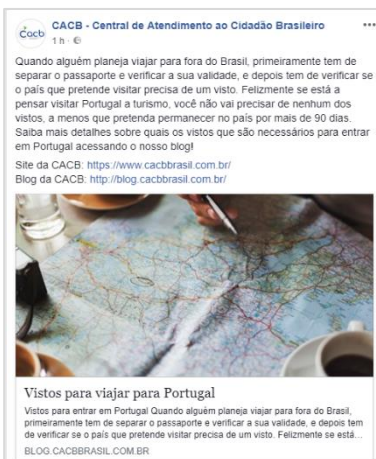 Cacb
CACB - Central de Atendimento ao Cidadão Brasileiro
1 h ·
Quando alguém planeja viajar para fora do Brasil, primeiramente tem de
separar o passaporte e verificar a sua validade, e depois tem de verificar se
o país que pretende visitar precisa de um visto. Felizmente se está a
pensar visitar Portugal a turismo, você não vai precisar de nenhum dos
vistos, a menos que pretenda permanecer no país por mais de 90 dias.
Saiba mais detalhes sobre quais os vistos que são necessários para entrar
em Portugal acessando o nosso blog!
Site da CACB: https://www.cacbbrasil.com.br/
Blog da CACB: http://blog.cacbbrasil.com.br/
Vistos para viajar para Portugal
Vistos para entrar em Portugal Quando alguém planeja viajar para fora do Brasil,
primeiramente tem de separar o passaporte e verificar a sua validade, e depois tem
de verificar se o país que pretende visitar precisa de um visto. Felizmente se está...
BLOG.CACBBRASIL.COM.BR